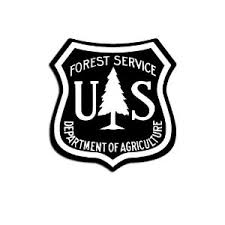 FOREST SERVICE
U S
DEPARTMENT OF AGRICULTURE